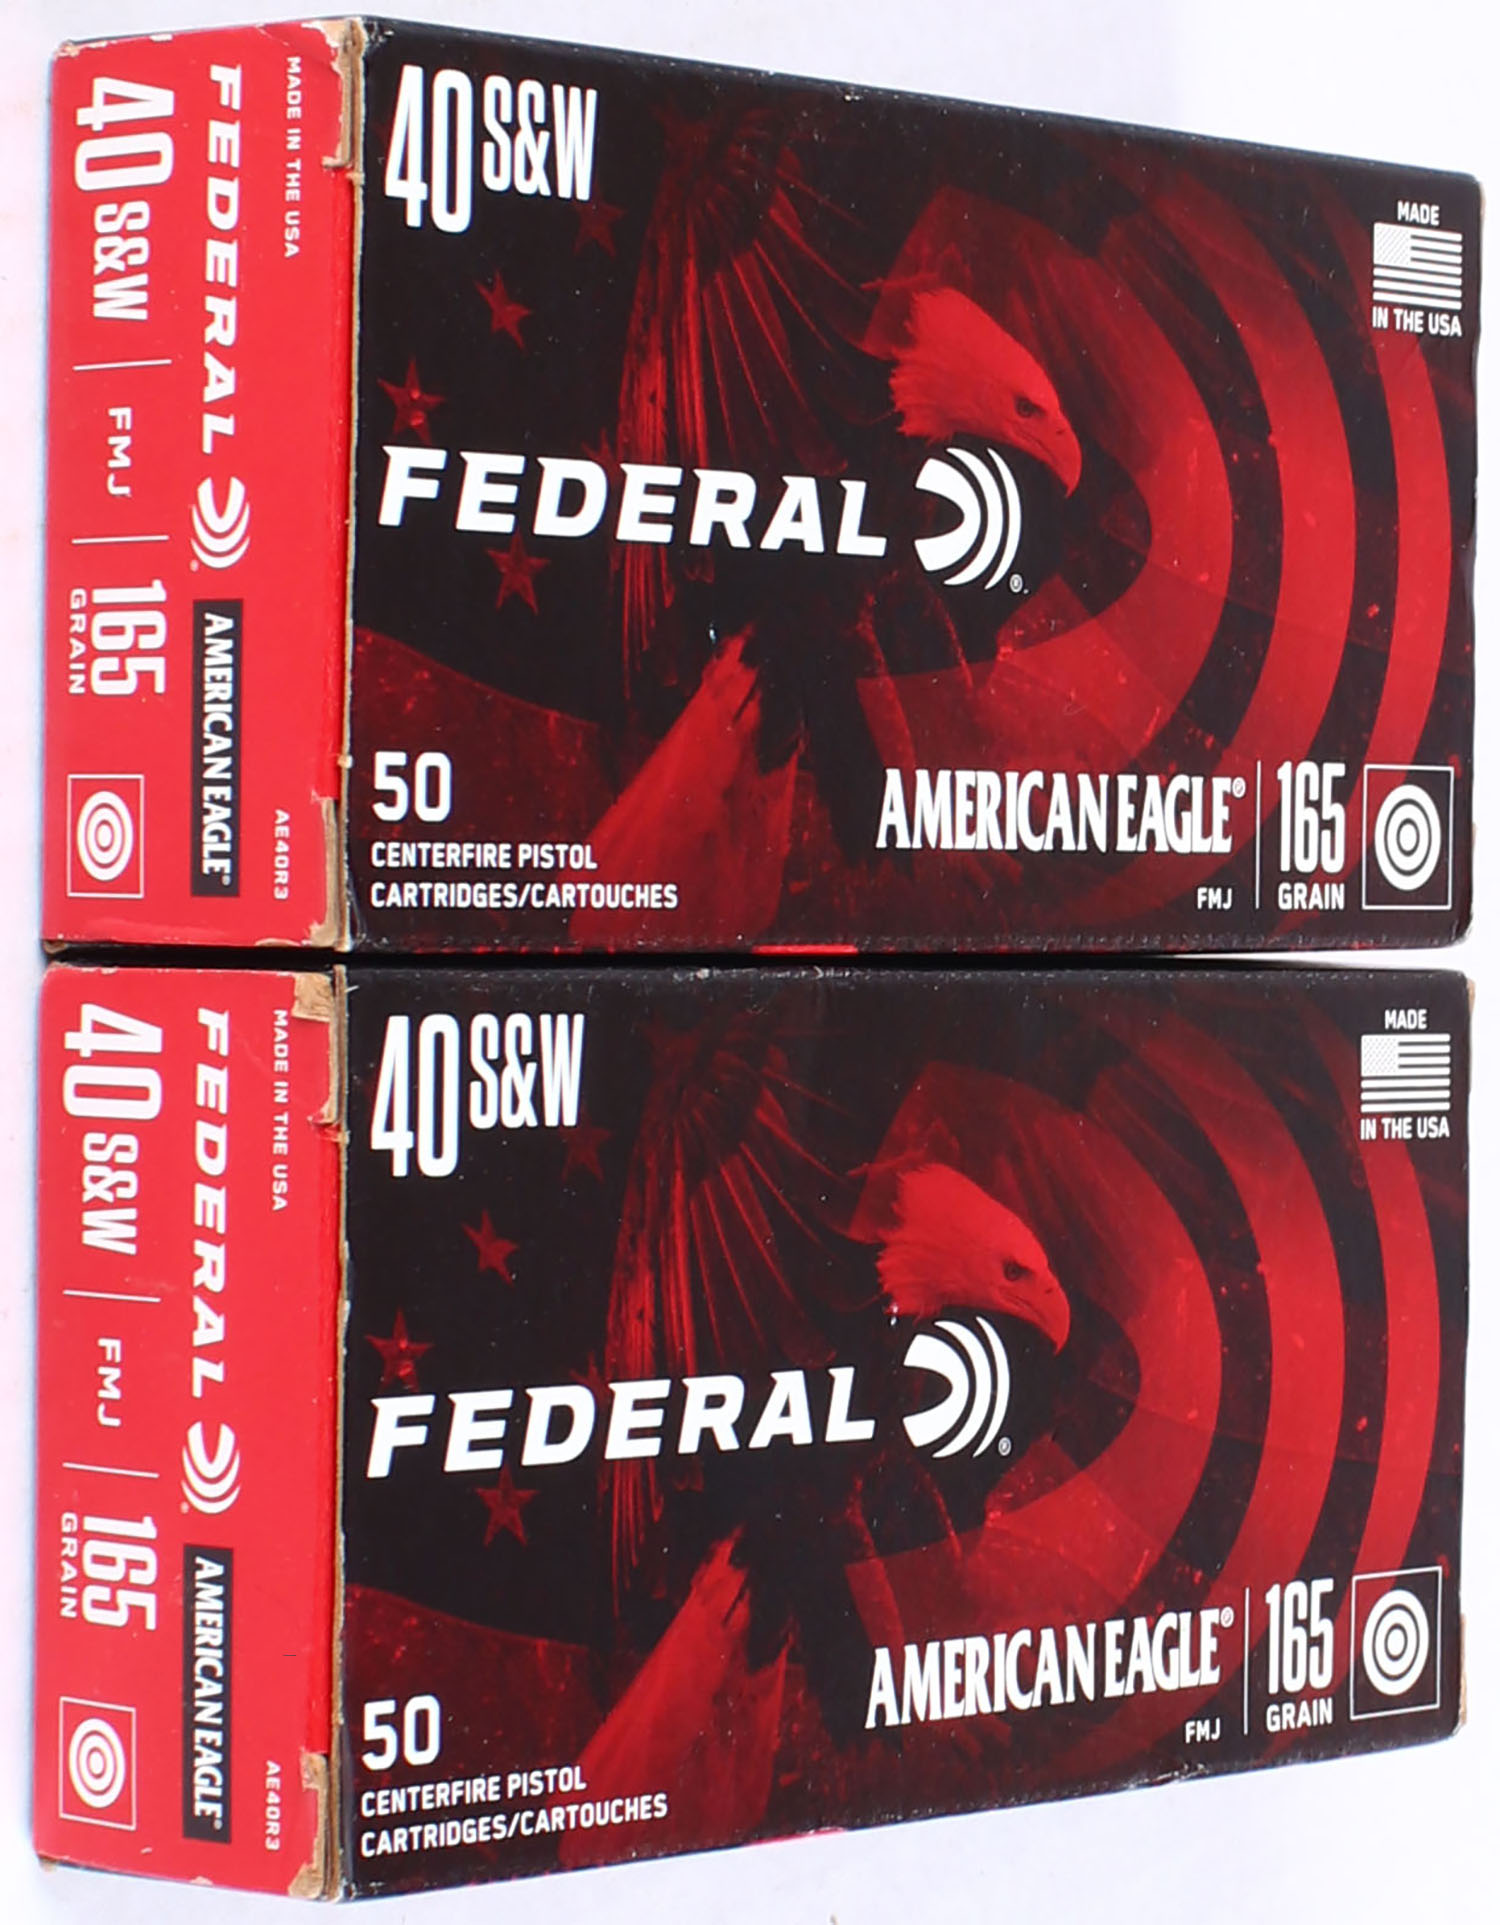 MADE IN THE USA
FEDERAL®
AMERICAN EAGLE®
AE40R3
40 S&W | FMJ | 165
GRAIN
40 S&W
MADE
IN THE USA
FEDERAL®
50
CENTERFIRE PISTOL
CARTRIDGES/CARTOUCHES
AMERICAN EAGLE®
FMJ
165
GRAIN
MADE IN THE USA
FEDERAL®
AMERICAN EAGLE®
AE40R3
40 S&W | FMJ | 165
GRAIN
40 S&W
MADE
IN THE USA
FEDERAL®
50
CENTERFIRE PISTOL
CARTRIDGES/CARTOUCHES
AMERICAN EAGLE®
FMJ
165
GRAIN